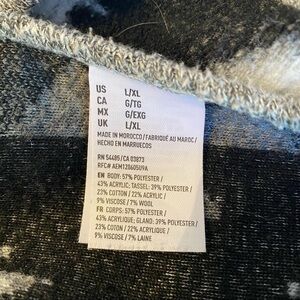 US L/XL
CA G/TG
MX G/EXG
UK L/XL
MADE IN MOROCCO/FABRIQUÉ AU MAROC/
HECHO EN MARRUECOS
RN 54485/CA 03873
RFC# AEM120605U9A
EN BODY: 57% POLYESTER/
43% ACRYLIC; TASSEL: 39% POLYESTER/
23% COTTON/ 22% ACRYLIC/
9% VISCOSE/ 7% WOOL
FR CORPS: 57% POLYESTER/
43% ACRYLIQUE; GLAND: 39% POLYESTER/
23% COTON/ 22% ACRYLIQUE/
9% VISCOSE/ 7% LAINE